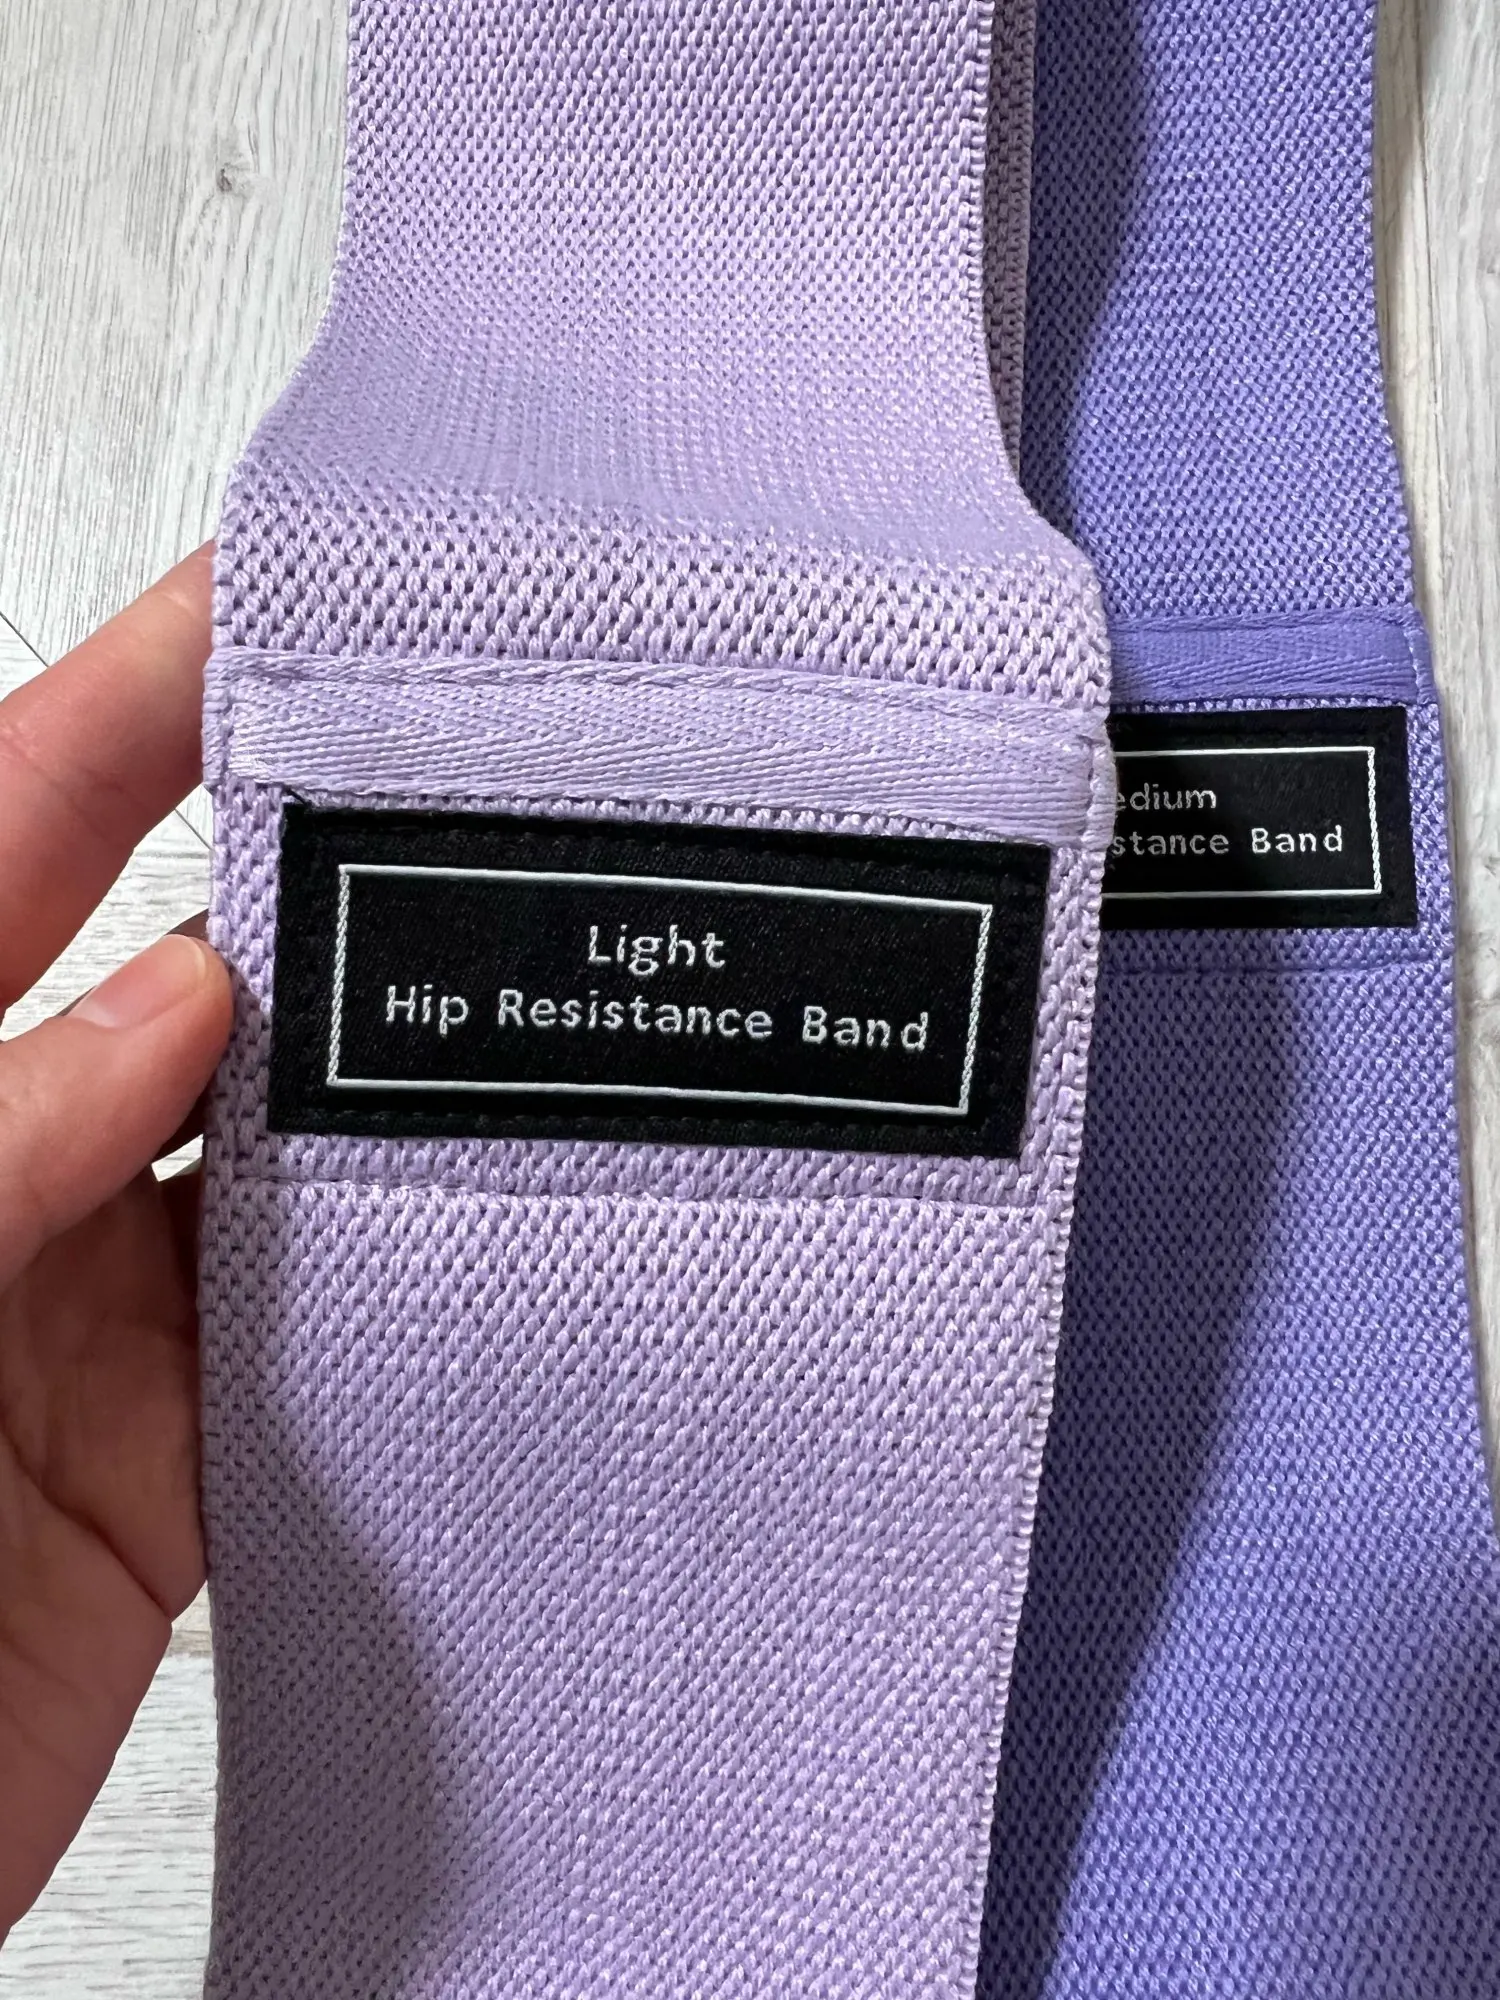 Light
Hip Resistance Band
edium
stance Band